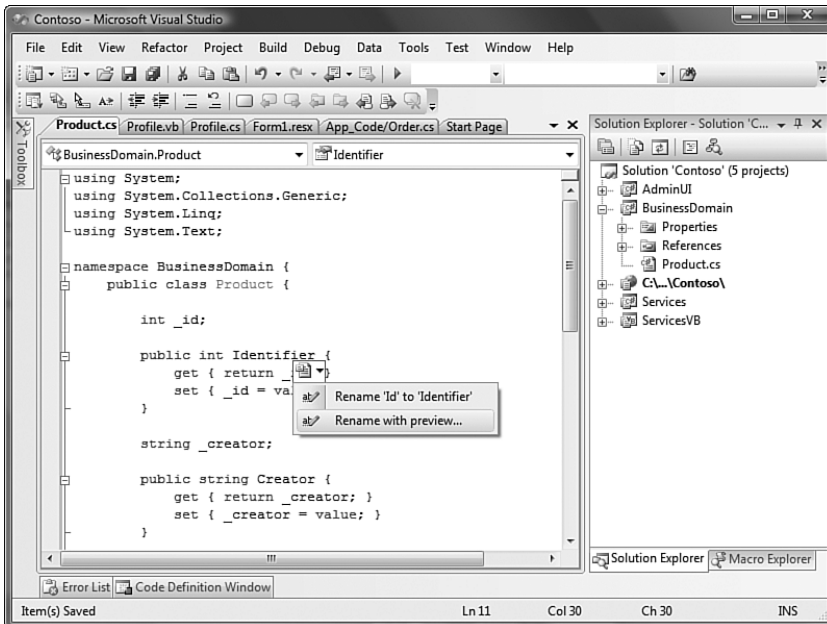 Contoso - Microsoft Visual Studio
File Edit View Refactor Project Build Debug Data Tools Test Window Help
Product.cs Profile.vb Profile.cs Form1.resx App_Code/Order.cs Start Page
Toolbox
BusinessDomain.Product Identifier
using System;
using System.Collections.Generic;
using System.Linq;
using System.Text;
namespace BusinessDomain {
public class Product {
int _id;
public int Identifier {
get { return _ }
set { _id = va
Rename 'Id' to 'Identifier'
Rename with preview...
}
string _creator;
public string Creator {
get { return _creator; }
set { _creator = value; }
}
Solution Explorer - Solution 'C...
Solution 'Contoso' (5 projects)
AdminUI
BusinessDomain
Properties
References
Product.cs
C:\...\Contoso\
Services
ServicesVB
Solution Explorer Macro Explorer
Error List Code Definition Window
Item(s) Saved Ln 11 Col 30 Ch 30 INS